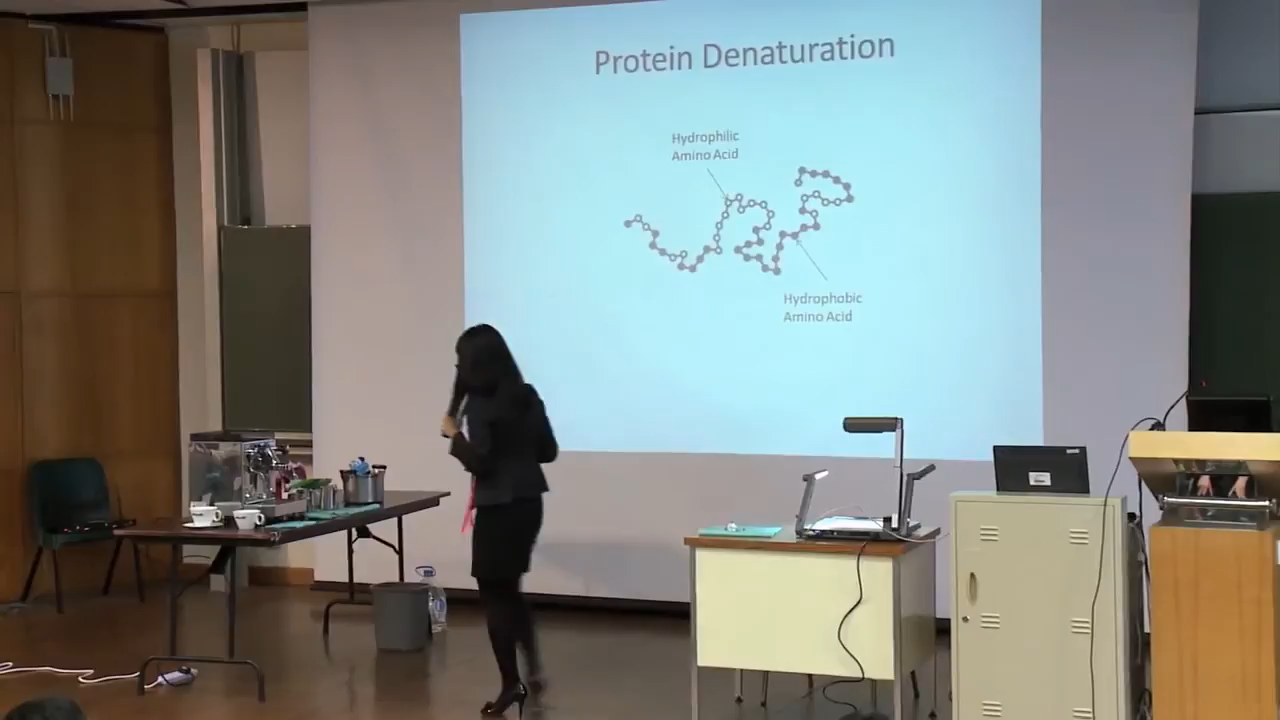 Protein Denaturation
Hydrophilic
Amino Acid
Hydrophobic
Amino Acid